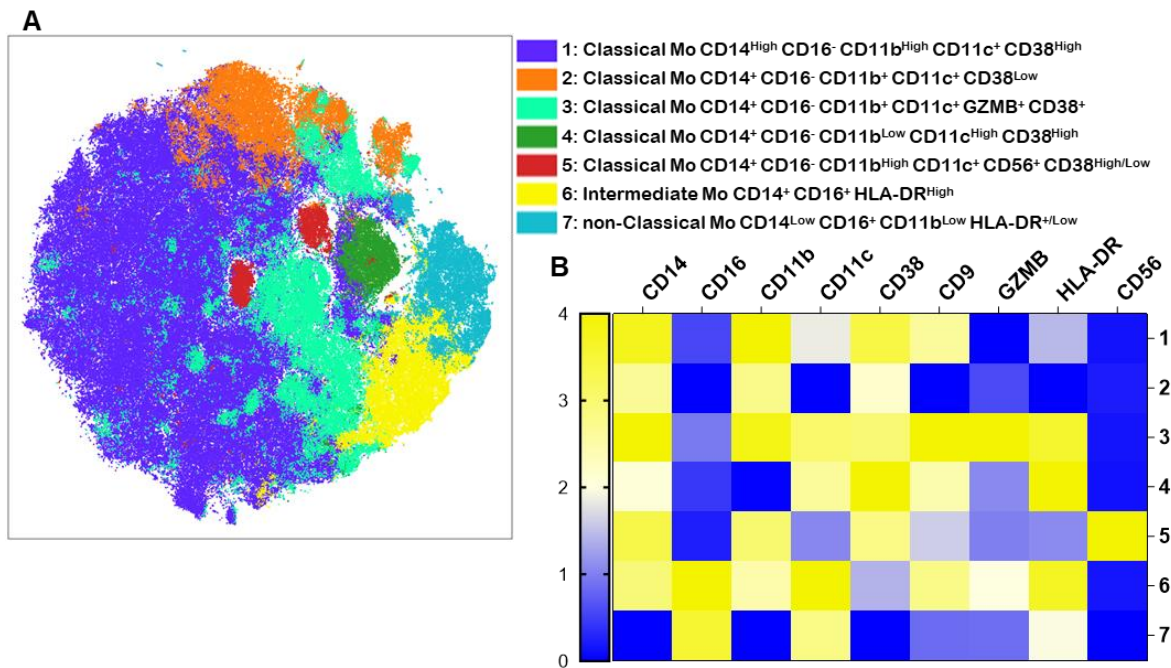 A
1: Classical Mo CD14High CD16- CD11bHigh CD11c+ CD38High
2: Classical Mo CD14+ CD16- CD11b+ CD11c+ CD38Low
3: Classical Mo CD14+ CD16- CD11b+ CD11c+ GZMB+ CD38+
4: Classical Mo CD14+ CD16- CD11bLow CD11cHigh CD38High
5: Classical Mo CD14+ CD16- CD11bHigh CD11c+ CD56+ CD38High/Low
6: Intermediate Mo CD14+ CD16+ HLA-DRHigh
7: non-Classical Mo CD14Low CD16+ CD11bLow HLA-DR+/Low
B
CD14 CD16 CD11b CD11c CD38 CD9 GZMB HLA-DR CD56
4
3
2
1
0
1
2
3
4
5
6
7